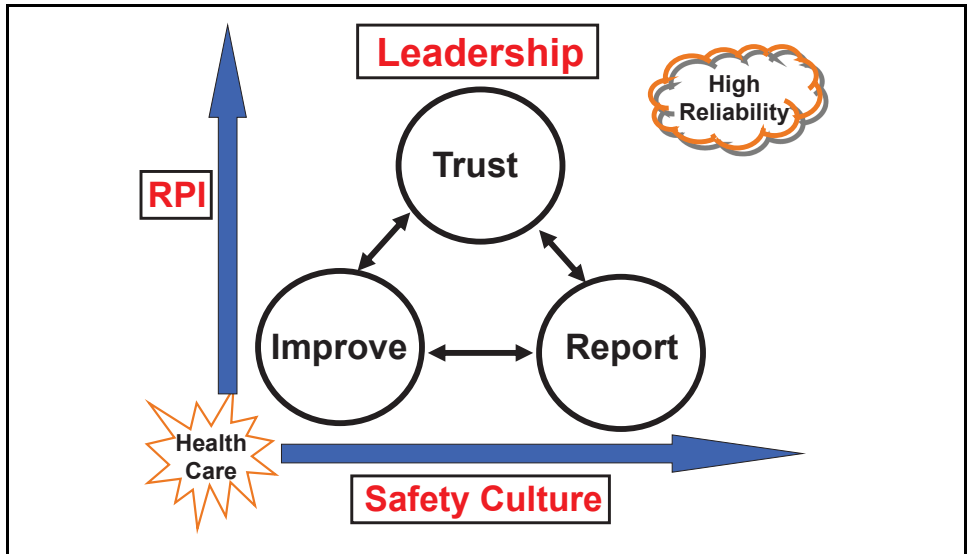 Leadership
High
Reliability
Trust
RPI
Improve
Report
Health
Care
Safety Culture